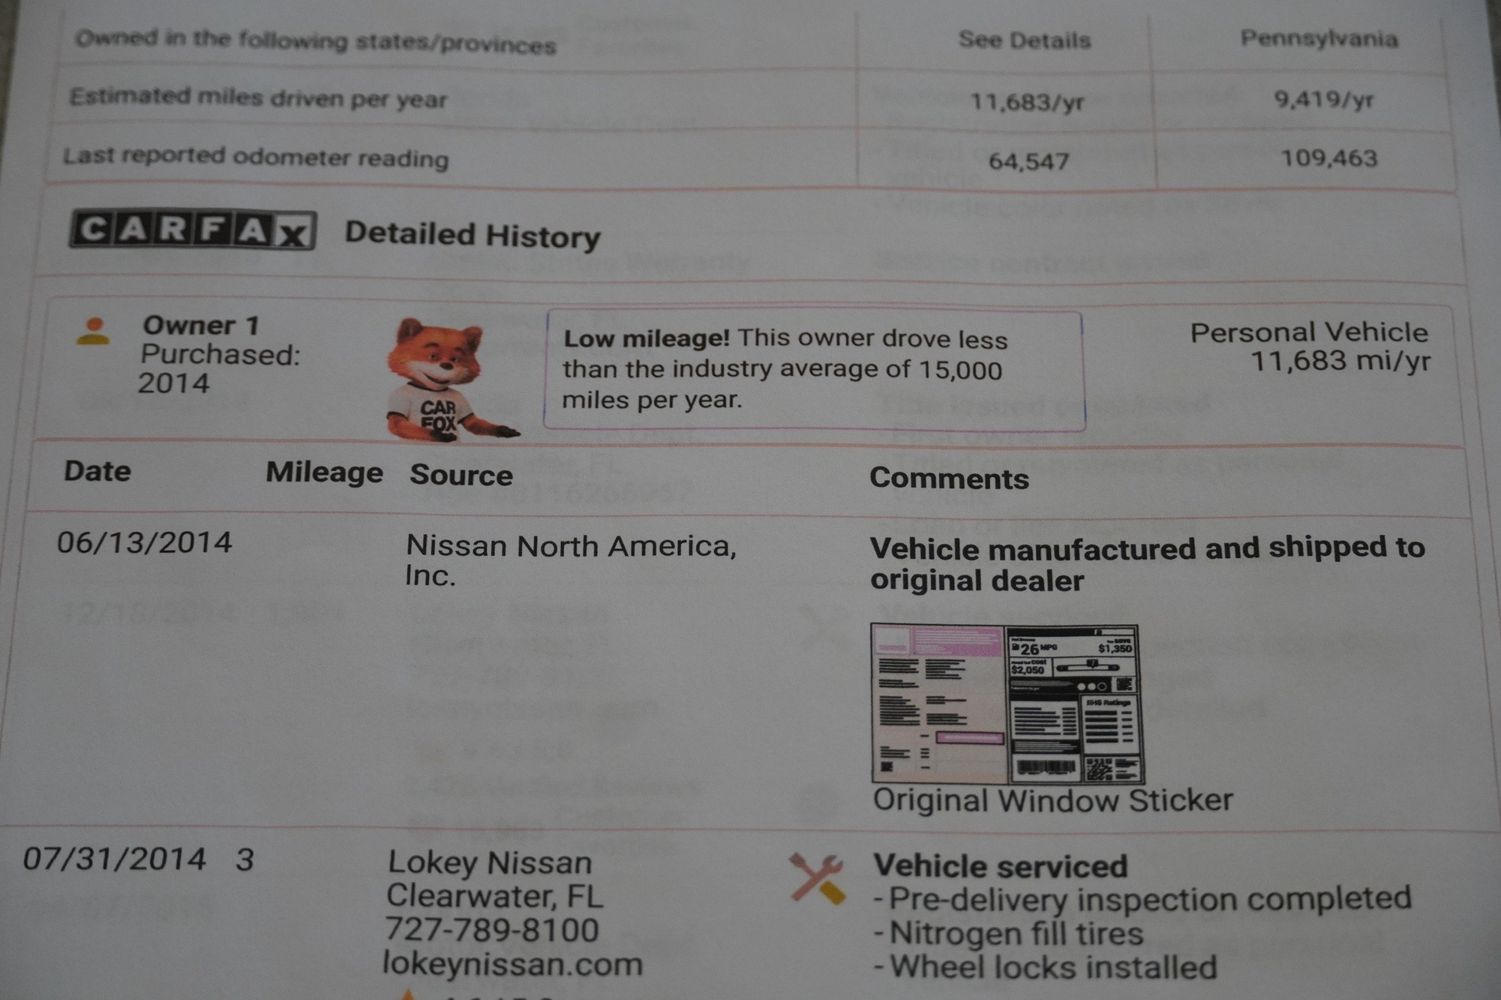 Owned in the following states/provinces See Details Pennsylvania
Estimated miles driven per year 11,683/yr 9,419/yr
Last reported odometer reading 64,547 109,463
CARFAX Detailed History
Owner 1
Purchased:
2014
CAR
FOX
Low mileage! This owner drove less
than the industry average of 15,000
miles per year.
Personal Vehicle
11,683 mi/yr
Date Mileage Source Comments
06/13/2014 Nissan North America,
Inc.
Vehicle manufactured and shipped to
original dealer
26 MPG
$1,350
$2,050
Original Window Sticker
07/31/2014 3 Lokey Nissan
Clearwater, FL
727-789-8100
lokeynissan.com
Vehicle serviced
- Pre-delivery inspection completed
- Nitrogen fill tires
- Wheel locks installed